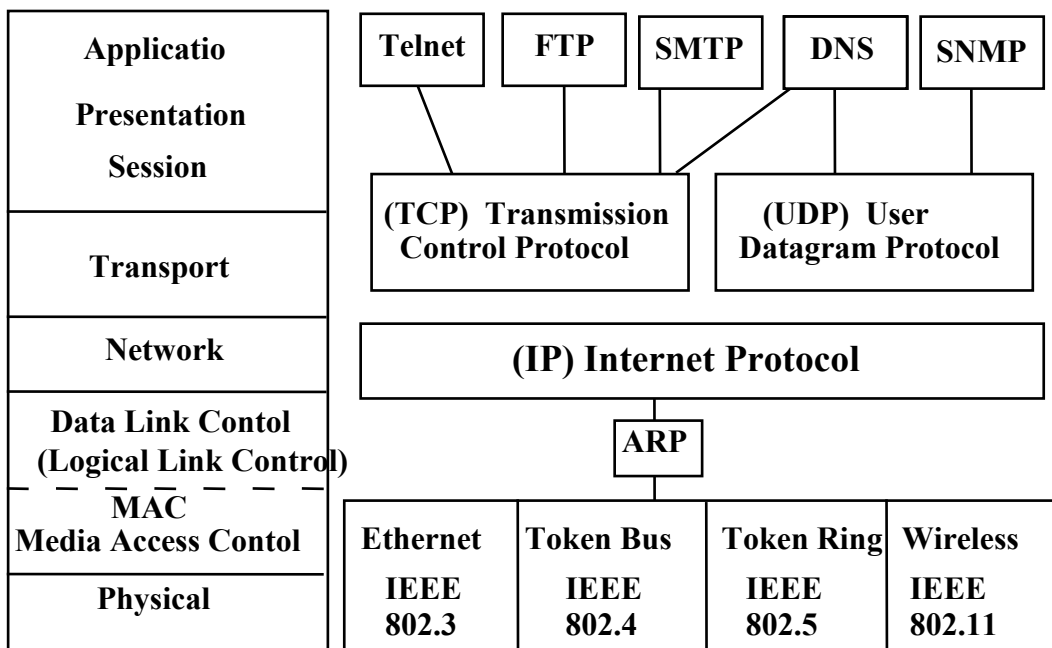 Applicatio
Presentation
Session
Transport
Network
Data Link Contol
(Logical Link Control)
MAC
Media Access Contol
Physical
Telnet
FTP
SMTP
DNS
SNMP
(TCP) Transmission
Control Protocol
(UDP) User
Datagram Protocol
(IP) Internet Protocol
ARP
Ethernet
IEEE
802.3
Token Bus
IEEE
802.4
Token Ring
IEEE
802.5
Wireless
IEEE
802.11